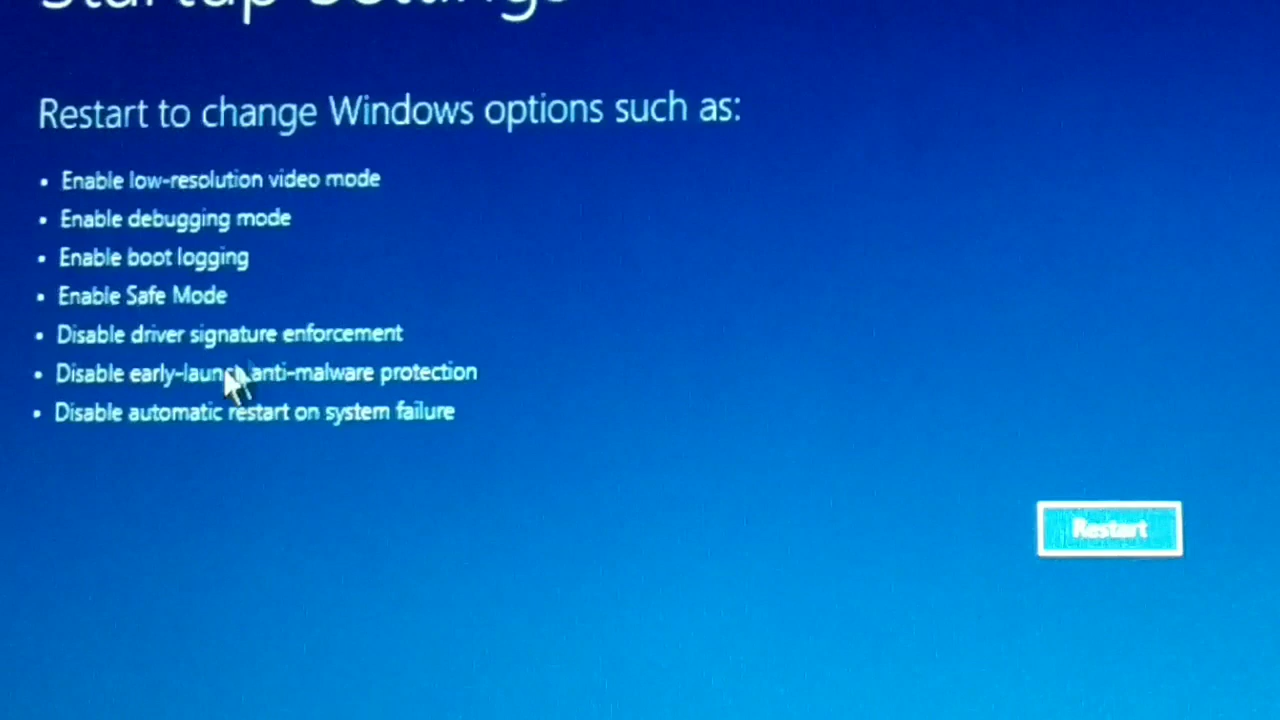 Startup Settings
Restart to change Windows options such as:
• Enable low-resolution video mode
• Enable debugging mode
• Enable boot logging
• Enable Safe Mode
• Disable driver signature enforcement
• Disable early-launch anti-malware protection
• Disable automatic restart on system failure
Restart